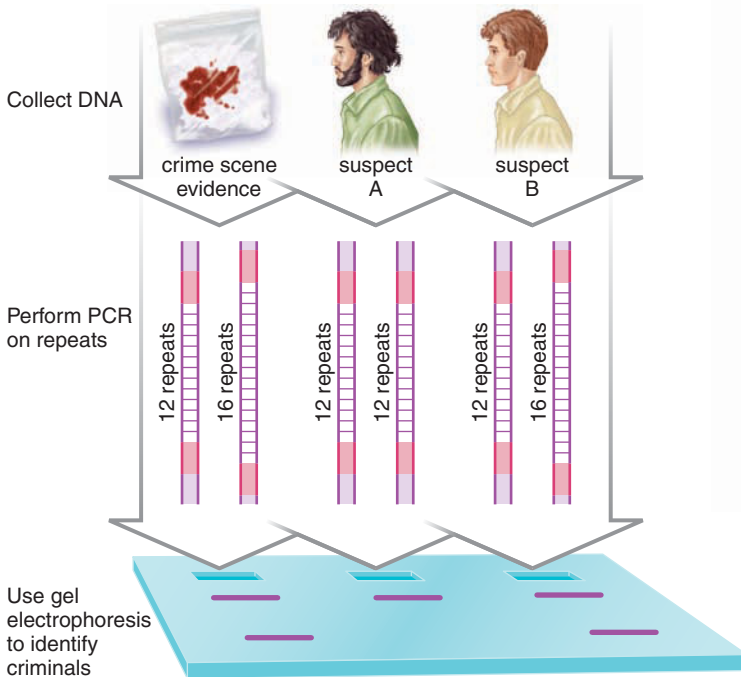 Collect DNA
crime scene
evidence
suspect
A
suspect
B
Perform PCR
on repeats
12 repeats
16 repeats
12 repeats
12 repeats
12 repeats
16 repeats
Use gel
electrophoresis
to identify
criminals